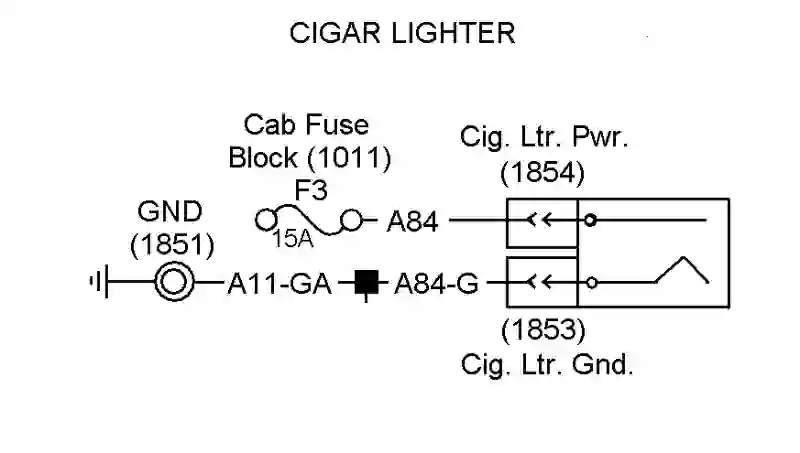 CIGAR LIGHTER
Cab Fuse
Block (1011)
F3
15A
A84
Cig. Ltr. Pwr.
(1854)
GND
(1851)
A11-GA
A84-G
(1853)
Cig. Ltr. Gnd.